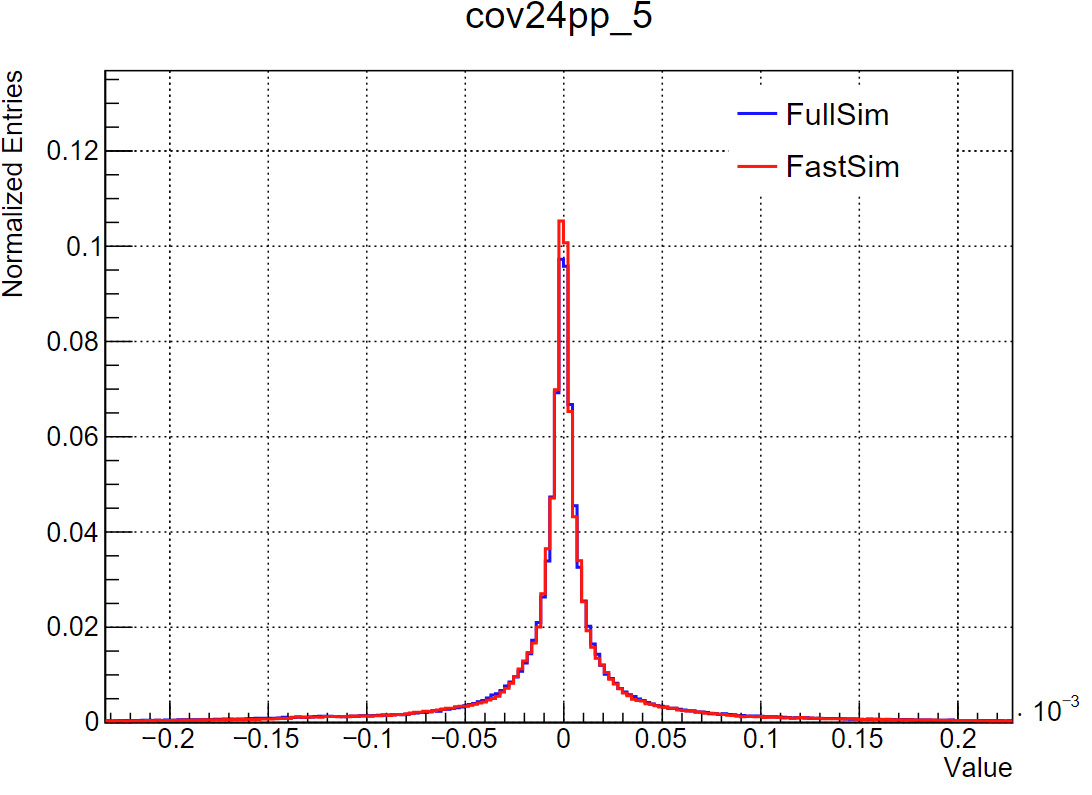 cov24pp_5
Normalized Entries
FullSim
FastSim
0.12
0.1
0.08
0.06
0.04
0.02
0
−0.2 −0.15 −0.1 −0.05 0 0.05 0.1 0.15 0.2
· 10⁻³
Value